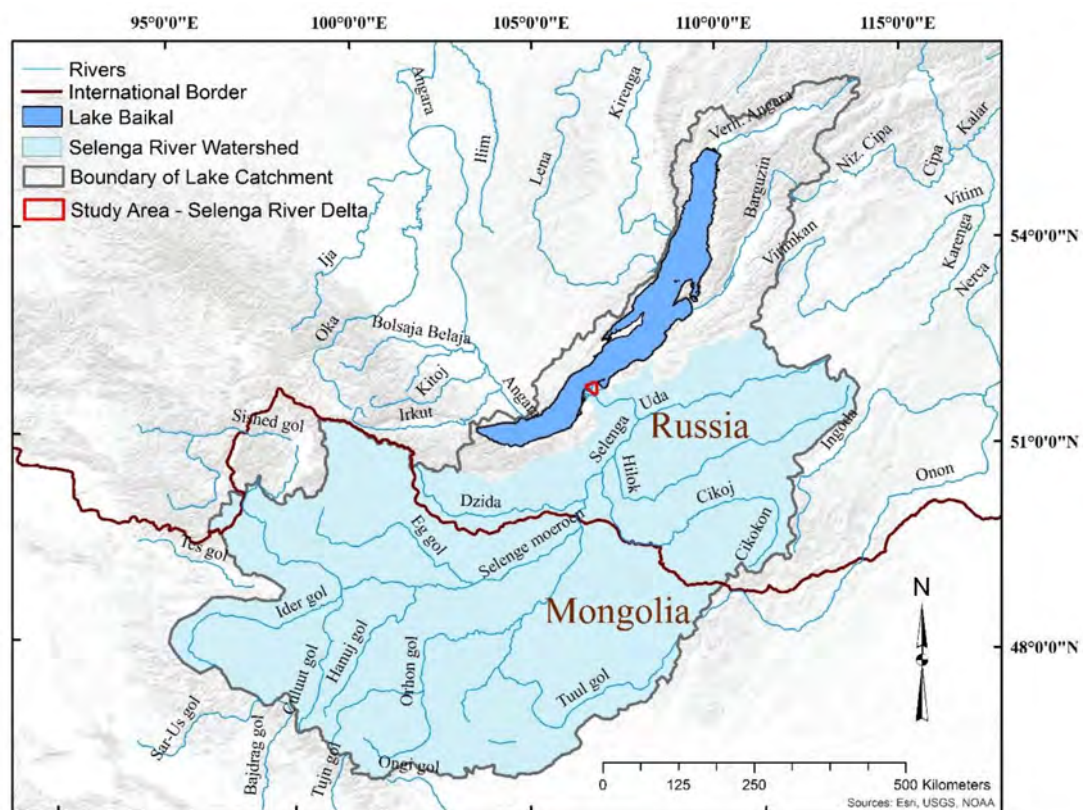 95°0'0"E
100°0'0"E
105°0'0"E
110°0'0"E
115°0'0"E
Rivers
International Border
Lake Baikal
Selenga River Watershed
Boundary of Lake Catchment
Study Area - Selenga River Delta
Angara
Ilim
Lena
Kirenga
Verh. Angara
Barguzin
Niz. Cipa
Cipa
Kalar
Vitim
Karenga
Nerca
Vitimkan
54°0'0"N
Ija
Oka
Bolsaja Belaja
Kitoj
Irkut
Angara
Sished gol
Uda
Selenga
Russia
Ingoda
51°0'0"N
Hilok
Onon
Dzida
Cikoj
Cikokon
Tes gol
Eg gol
Selenge moeroen
Mongolia
N
Ider gol
Culuut gol
Hanuj gol
Orhon gol
Tuul gol
48°0'0"N
Sar-Us gol
Bajdrag gol
Tujn gol
Ongi gol
0 125 250 500 Kilometers
Sources: Esri, USGS, NOAA